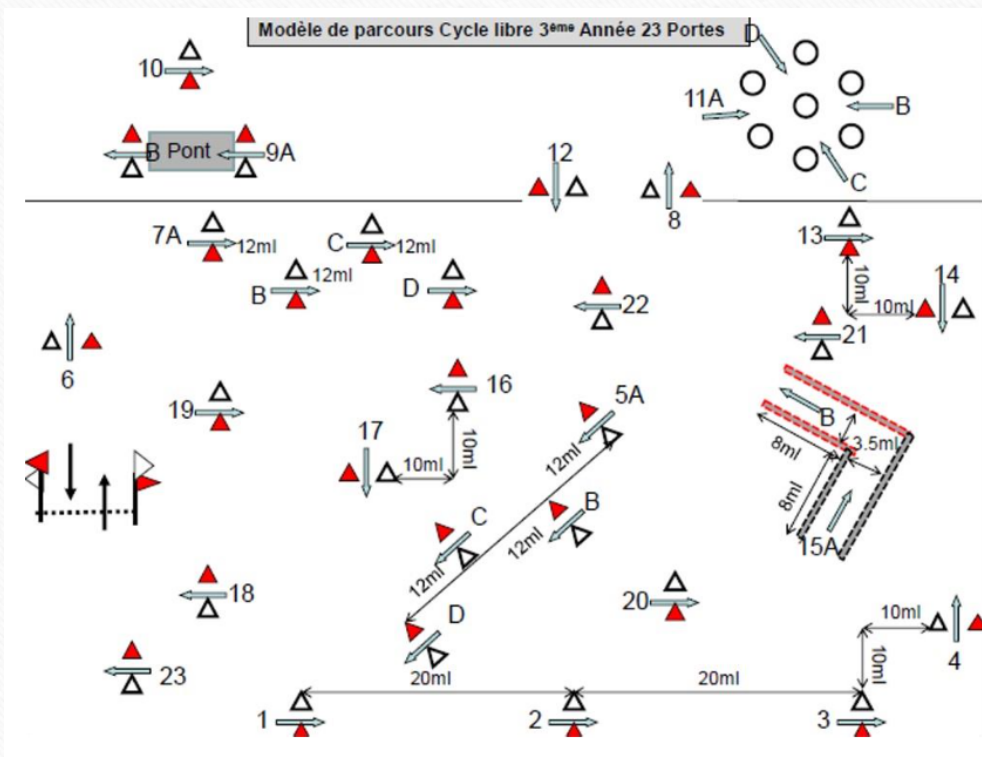 Modèle de parcours Cycle libre 3ème Année 23 Portes
D
10
11A
B
B Pont
9A
12
C
8
7A
12ml
C
12ml
13
B
12ml
D
22
10ml
14
10ml
21
6
16
5A
19
B
17
10ml
10ml
12ml
8ml
3.5ml
C
B
12ml
8ml
15A
12ml
18
D
20
10ml
10ml
4
23
20ml
20ml
1
2
3